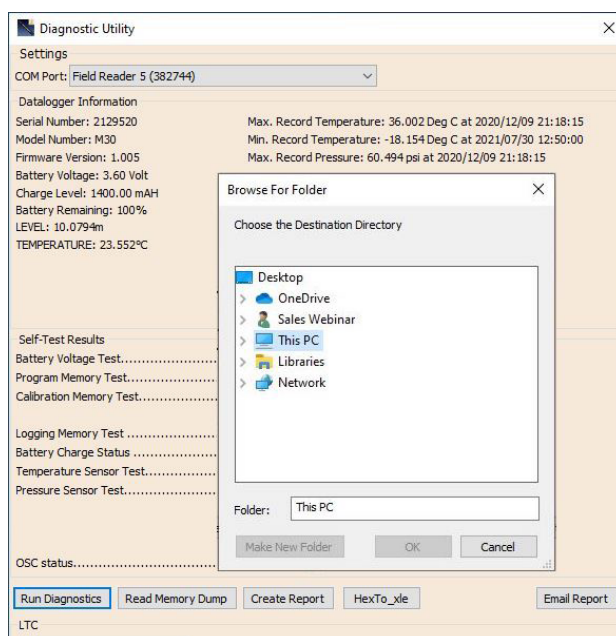 Diagnostic Utility
Settings
COM Port: Field Reader 5 (382744)
Datalogger Information
Serial Number: 2129520
Model Number: M30
Firmware Version: 1.005
Battery Voltage: 3.60 Volt
Charge Level: 1400.00 mAH
Battery Remaining: 100%
LEVEL: 10.0794m
TEMPERATURE: 23.552°C
Max. Record Temperature: 36.002 Deg C at 2020/12/09 21:18:15
Min. Record Temperature: -18.154 Deg C at 2021/07/30 12:50:00
Max. Record Pressure: 60.494 psi at 2020/12/09 21:18:15
Browse For Folder
Choose the Destination Directory
Desktop
OneDrive
Sales Webinar
This PC
Libraries
Network
Folder: This PC
Make New Folder OK Cancel
Self-Test Results
Battery Voltage Test......................
Program Memory Test....................
Calibration Memory Test.................
Logging Memory Test ....................
Battery Charge Status ...................
Temperature Sensor Test................
Pressure Sensor Test.....................
OSC status..................................
Run Diagnostics Read Memory Dump Create Report HexTo_xle Email Report
LTC